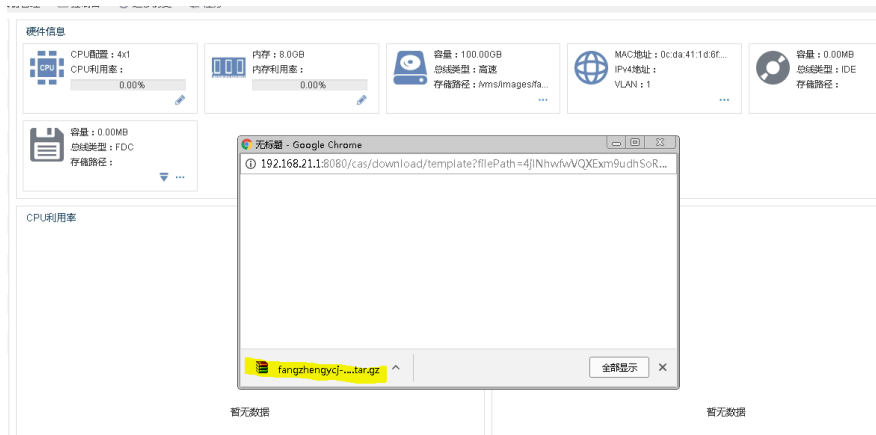 硬件信息
CPU配置：4x1
CPU利用率：
0.00%
内存：8.0GB
内存利用率：
0.00%
容量：100.00GB
总线类型：高速
存储路径：/vms/images/fa...
MAC地址：0c:da:41:1d:6f:...
IPv4地址：
VLAN：1
容量：0.00MB
总线类型：IDE
存储路径：
CPU
容量：0.00MB
总线类型：FDC
存储路径：
无标题 - Google Chrome
192.168.21.1:8080/cas/download/template?filePath=4jlNhwfwVQXExm9udhSoR...
CPU利用率
fangzhengycj-....tar.gz
全部显示
暂无数据
暂无数据